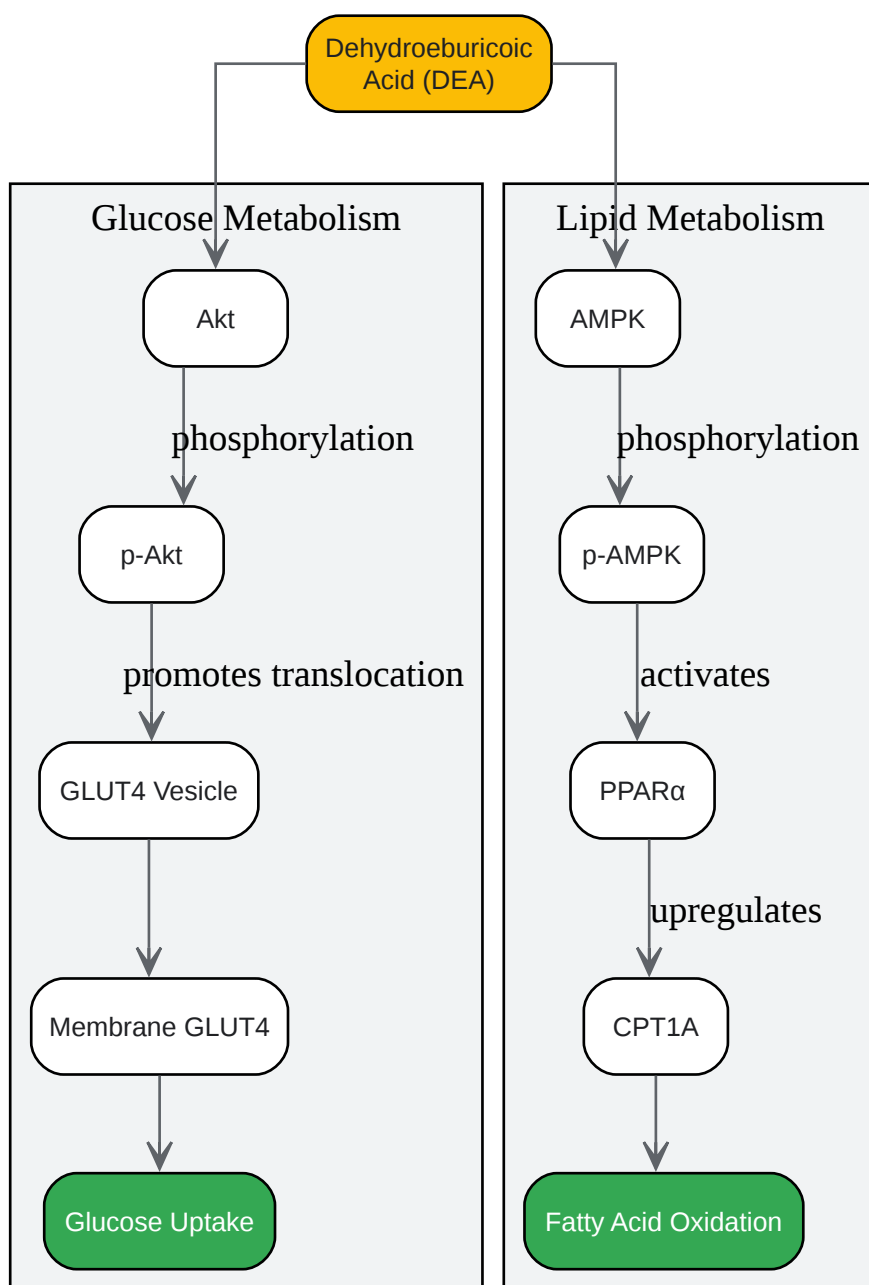 Dehydroeburicoic
Acid (DEA)
Glucose Metabolism
Akt
phosphorylation
p-Akt
promotes translocation
GLUT4 Vesicle
Membrane GLUT4
Glucose Uptake
Lipid Metabolism
AMPK
phosphorylation
p-AMPK
activates
PPARα
upregulates
CPT1A
Fatty Acid Oxidation